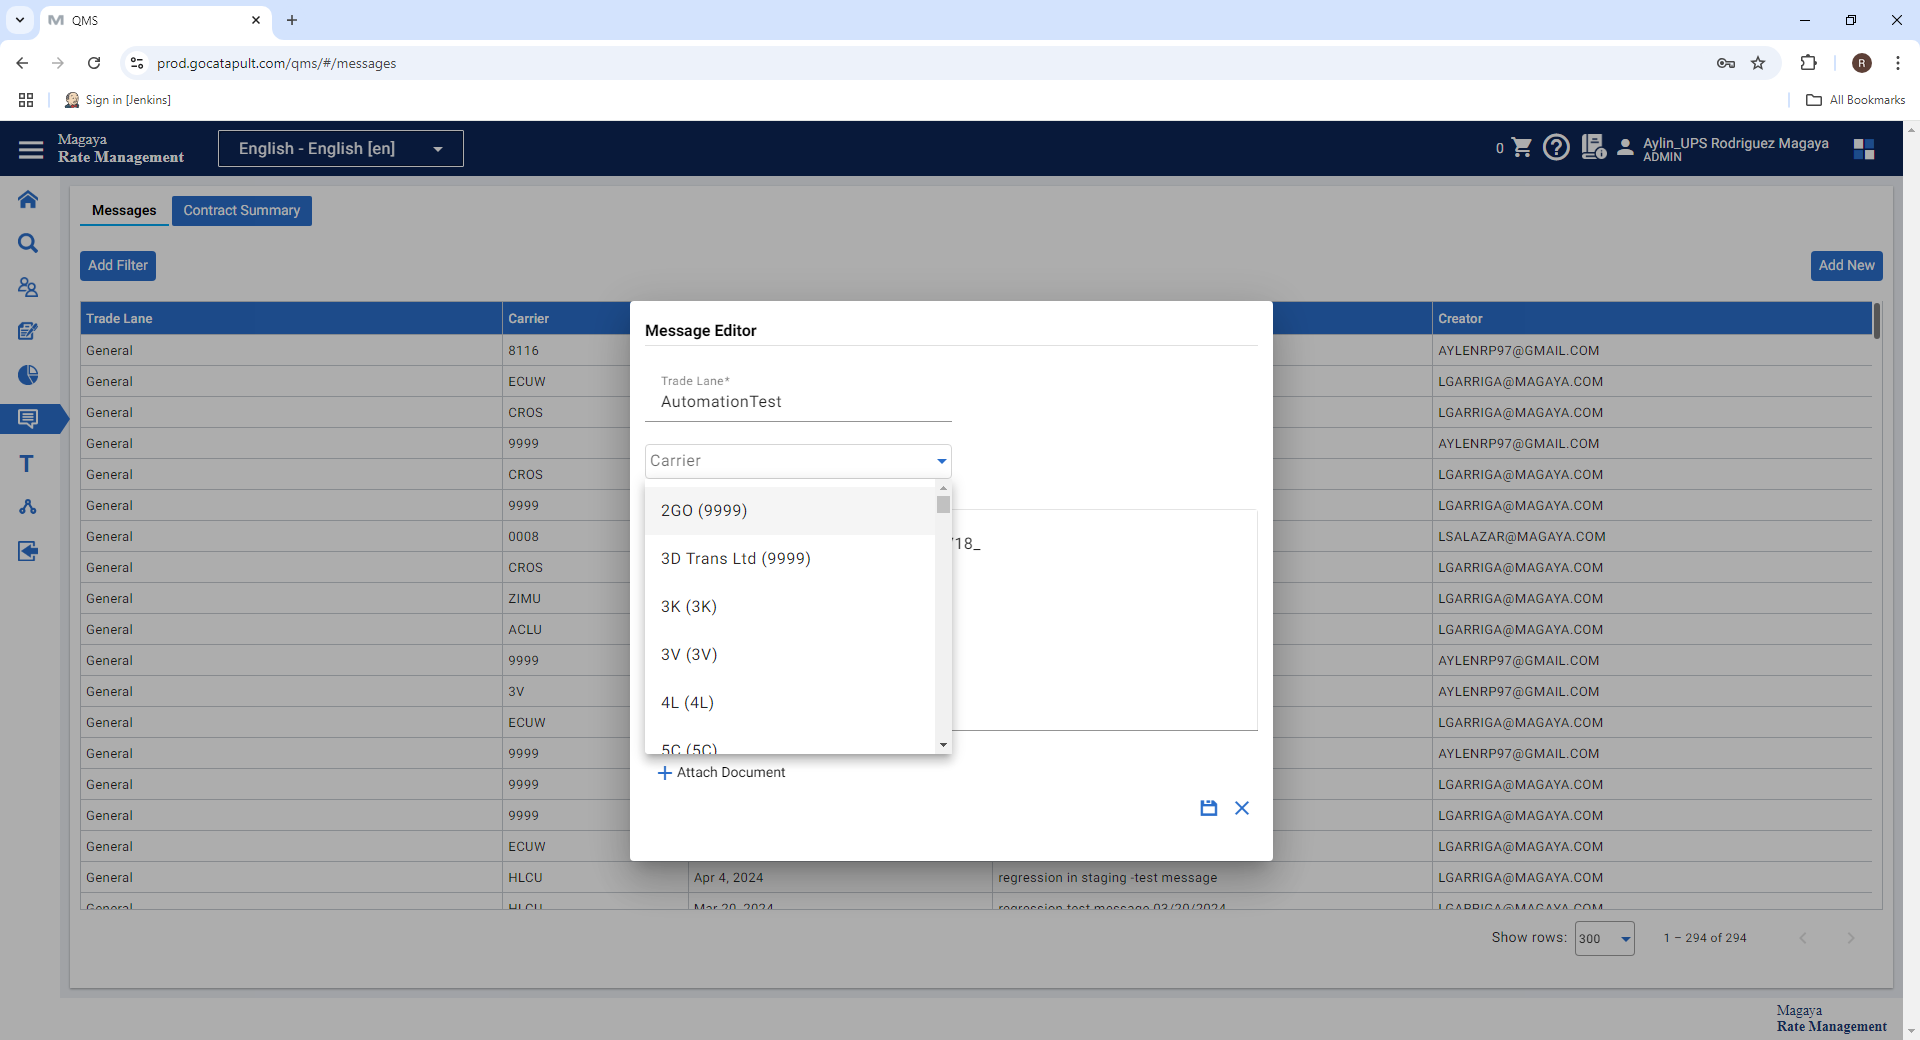 QMS
prod.gocatapult.com/qms/#/messages
R
Sign in [Jenkins]
All Bookmarks
Magaya
Rate Management
English - English [en]
0
Aylin_UPS Rodriguez Magaya
ADMIN
Messages
Contract Summary
Add Filter
Add New
Trade Lane Carrier Creator
General 8116 AYLENRP97@GMAIL.COM
General ECUW LGARRIGA@MAGAYA.COM
General CROS LGARRIGA@MAGAYA.COM
General 9999 AYLENRP97@GMAIL.COM
General CROS LGARRIGA@MAGAYA.COM
General 9999 LGARRIGA@MAGAYA.COM
General 0008 LSALAZAR@MAGAYA.COM
General CROS LGARRIGA@MAGAYA.COM
General ZIMU LGARRIGA@MAGAYA.COM
General ACLU LGARRIGA@MAGAYA.COM
General 9999 AYLENRP97@GMAIL.COM
General 3V AYLENRP97@GMAIL.COM
General ECUW LGARRIGA@MAGAYA.COM
General 9999 AYLENRP97@GMAIL.COM
General 9999 LGARRIGA@MAGAYA.COM
General 9999 LGARRIGA@MAGAYA.COM
General ECUW LGARRIGA@MAGAYA.COM
General HLCU Apr 4, 2024 regression in staging -test message LGARRIGA@MAGAYA.COM
General HLCU Mar 20, 2024 regression test message 03/20/2024 LGARRIGA@MAGAYA.COM
Message Editor
Trade Lane*
AutomationTest
Carrier
2GO (9999)
3D Trans Ltd (9999)
3K (3K)
3V (3V)
4L (4L)
5C (5C)
/18_
Attach Document
Show rows: 300 1 – 294 of 294
Magaya
Rate Management